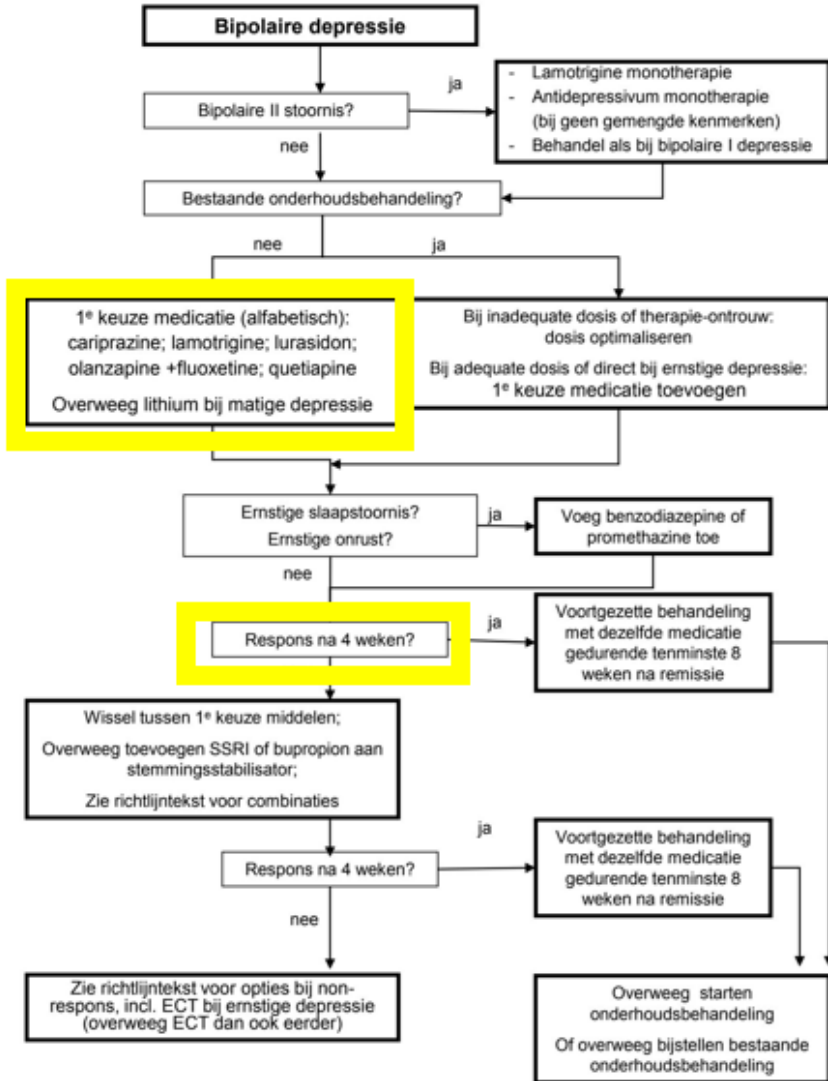 Bipolaire depressie
ja
Bipolaire II stoornis?
- Lamotrigine monotherapie
- Antidepressivum monotherapie
(bij geen gemengde kenmerken)
- Behandel als bij bipolaire I depressie
nee
Bestaande onderhoudsbehandeling?
nee
ja
1e keuze medicatie (alfabetisch):
cariprazine; lamotrigine; lurasidon;
olanzapine +fluoxetine; quetiapine
Overweeg lithium bij matige depressie
Bij inadequate dosis of therapie-ontrouw:
dosis optimaliseren
Bij adequate dosis of direct bij ernstige depressie:
1e keuze medicatie toevoegen
Ernstige slaapstoornis?
Ernstige onrust?
ja
Voeg benzodiazepine of
promethazine toe
nee
Respons na 4 weken?
ja
Voortgezette behandeling
met dezelfde medicatie
gedurende tenminste 8
weken na remissie
Wissel tussen 1e keuze middelen;
Overweeg toevoegen SSRI of bupropion aan
stemmingsstabilisator;
Zie richtlijntekst voor combinaties
ja
Respons na 4 weken?
Voortgezette behandeling
met dezelfde medicatie
gedurende tenminste 8
weken na remissie
nee
Zie richtlijntekst voor opties bij non-
respons, incl. ECT bij ernstige depressie
(overweeg ECT dan ook eerder)
Overweeg starten
onderhoudsbehandeling
Of overweeg bijstellen bestaande
onderhoudsbehandeling